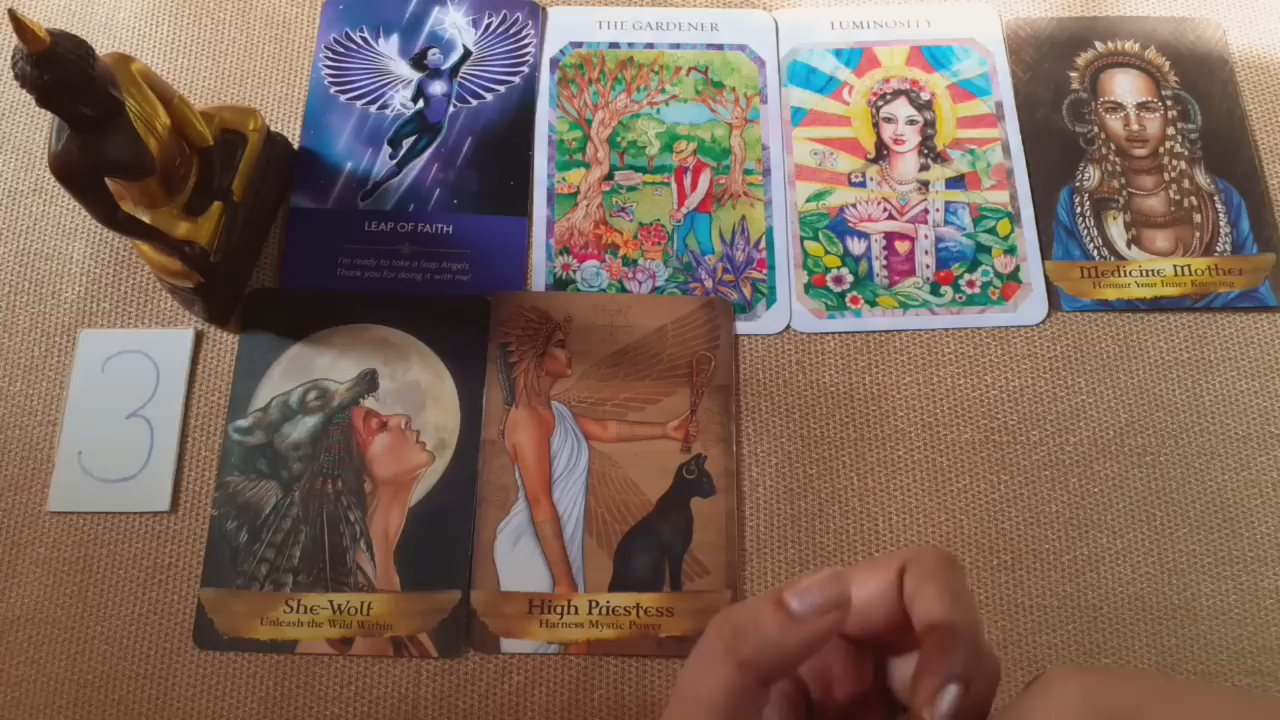 LEAP OF FAITH
I'm ready to take a leap Angels.
Thank you for doing it with me!
THE GARDENER
LUMINOSITY
Medicine Mother
Honour Your Inner Knowing
3
She-Wolf
Unleash the Wild Within
High Priestess
Harness Mystic Power